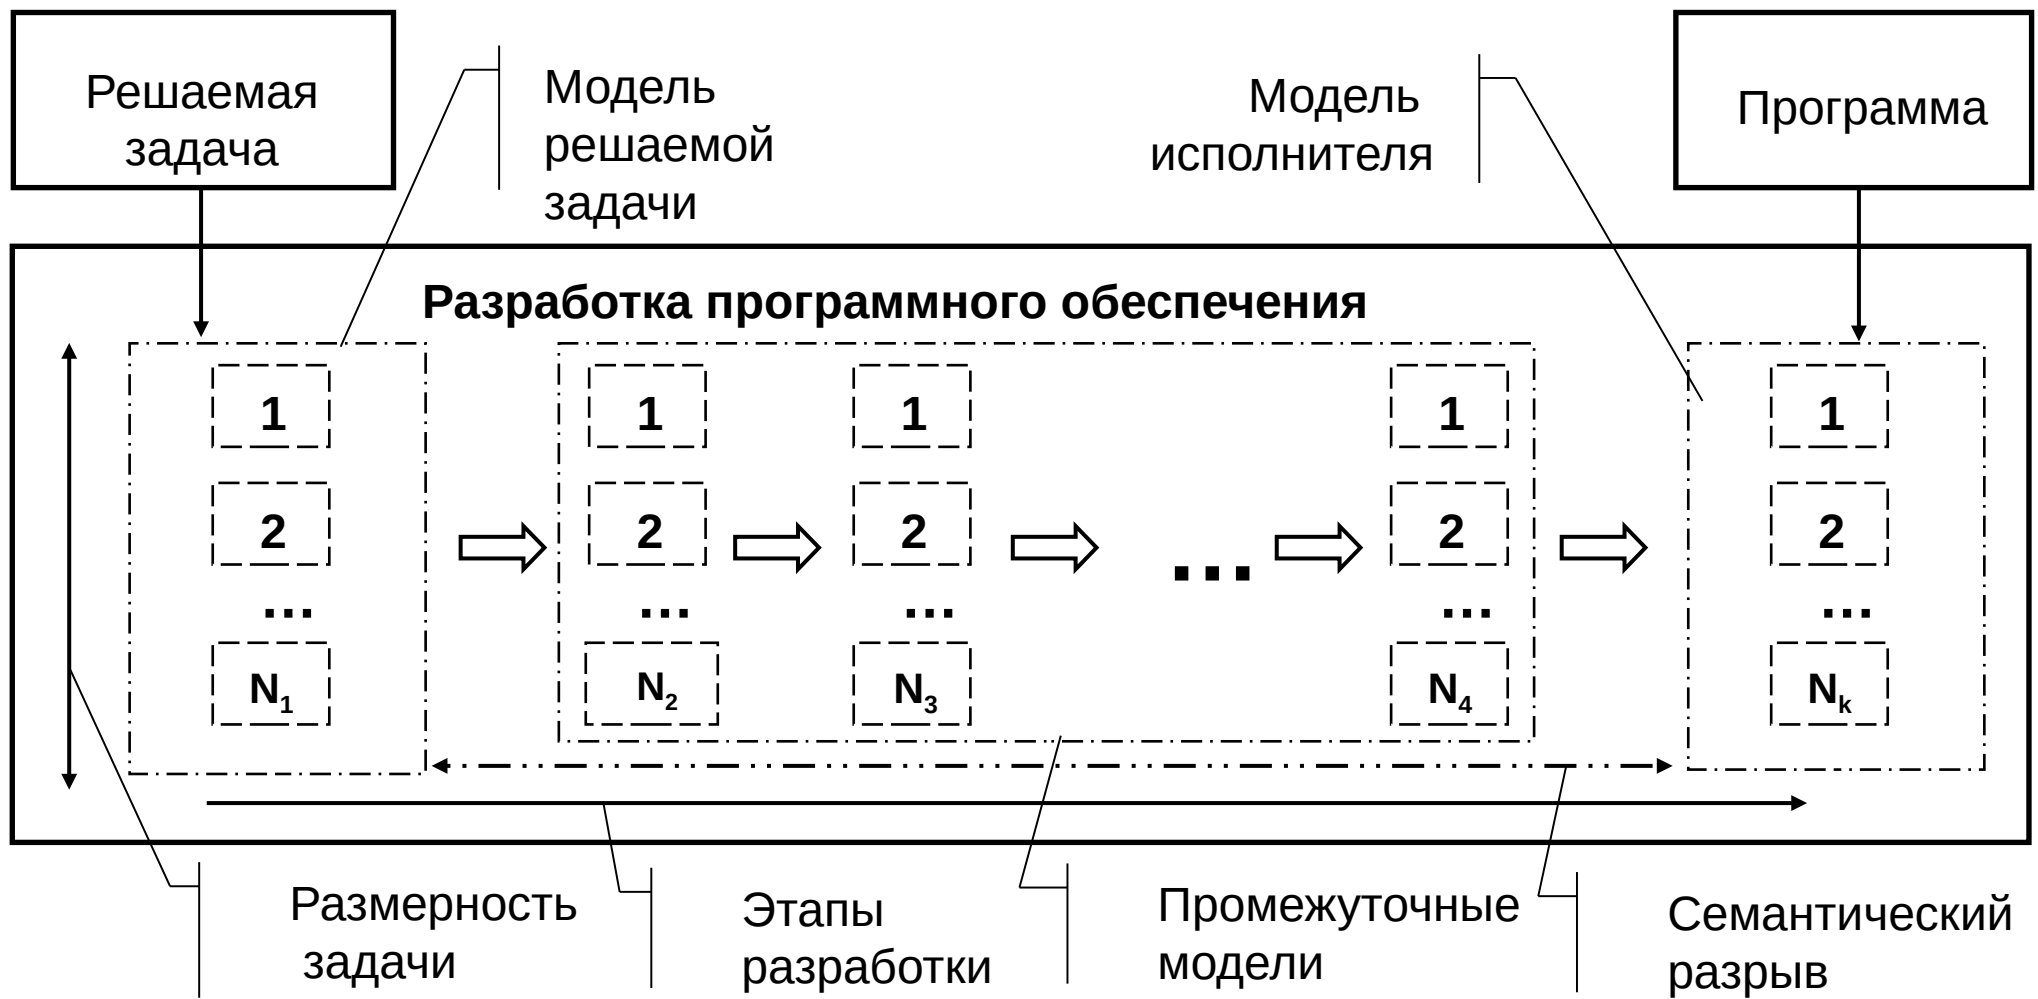 Решаемая
задача
Модель
решаемой
задачи
Модель
исполнителя
Программа
Разработка программного обеспечения
1 1 1 1 1
2 2 2 ... 2 2
... ... ... ... ...
N1 N2 N3 N4 Nk
Размерность
задачи
Этапы
разработки
Промежуточные
модели
Семантический
разрыв